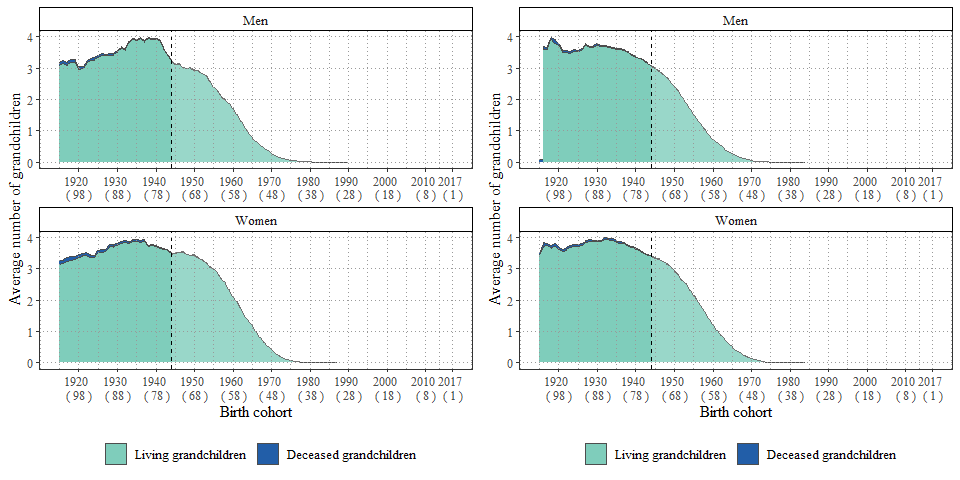 Men
Men
Average number of grandchildren
4
3
2
1
0
1920 1930 1940 1950 1960 1970 1980 1990 2000 2010 2017
( 98 ) ( 88 ) ( 78 ) ( 68 ) ( 58 ) ( 48 ) ( 38 ) ( 28 ) ( 18 ) ( 8 ) ( 1 )
Average number of grandchildren
4
3
2
1
0
1920 1930 1940 1950 1960 1970 1980 1990 2000 2010 2017
( 98 ) ( 88 ) ( 78 ) ( 68 ) ( 58 ) ( 48 ) ( 38 ) ( 28 ) ( 18 ) ( 8 ) ( 1 )
Women
Women
4
3
2
1
0
1920 1930 1940 1950 1960 1970 1980 1990 2000 2010 2017
( 98 ) ( 88 ) ( 78 ) ( 68 ) ( 58 ) ( 48 ) ( 38 ) ( 28 ) ( 18 ) ( 8 ) ( 1 )
Birth cohort
4
3
2
1
0
1920 1930 1940 1950 1960 1970 1980 1990 2000 2010 2017
( 98 ) ( 88 ) ( 78 ) ( 68 ) ( 58 ) ( 48 ) ( 38 ) ( 28 ) ( 18 ) ( 8 ) ( 1 )
Birth cohort
Living grandchildren Deceased grandchildren
Living grandchildren Deceased grandchildren